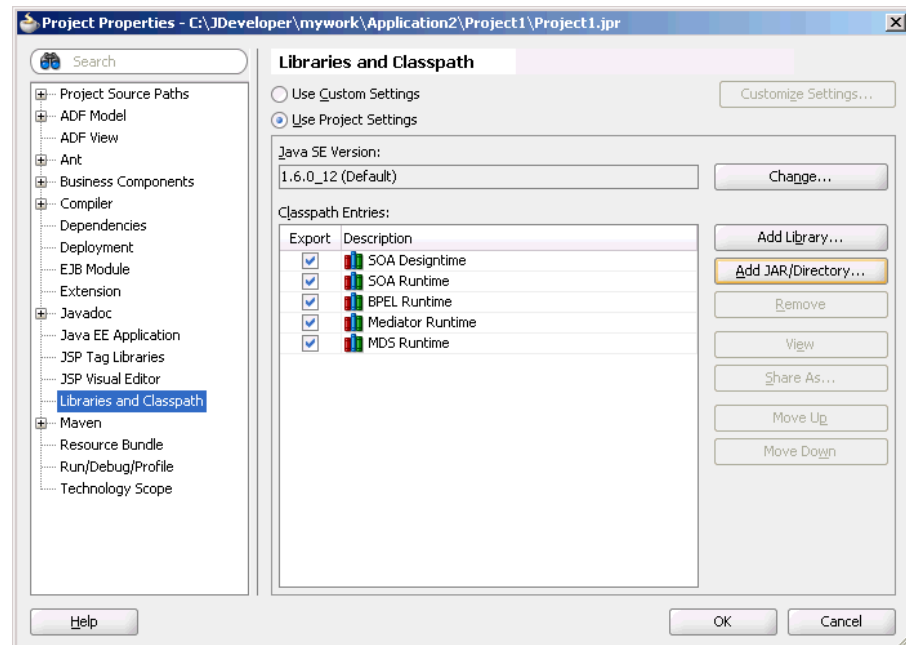 Project Properties - C:\JDeveloper\mywork\Application2\Project1\Project1.jpr
Search
Project Source Paths
ADF Model
ADF View
Ant
Business Components
Compiler
Dependencies
Deployment
EJB Module
Extension
Javadoc
Java EE Application
JSP Tag Libraries
JSP Visual Editor
Libraries and Classpath
Maven
Resource Bundle
Run/Debug/Profile
Technology Scope
Libraries and Classpath
Use Custom Settings
Customize Settings...
Use Project Settings
Java SE Version:
1.6.0_12 (Default)
Change...
Classpath Entries:
Export Description
SOA Designtime
SOA Runtime
BPEL Runtime
Mediator Runtime
MDS Runtime
Add Library...
Add JAR/Directory...
Remove
View
Share As...
Move Up
Move Down
Help
OK
Cancel